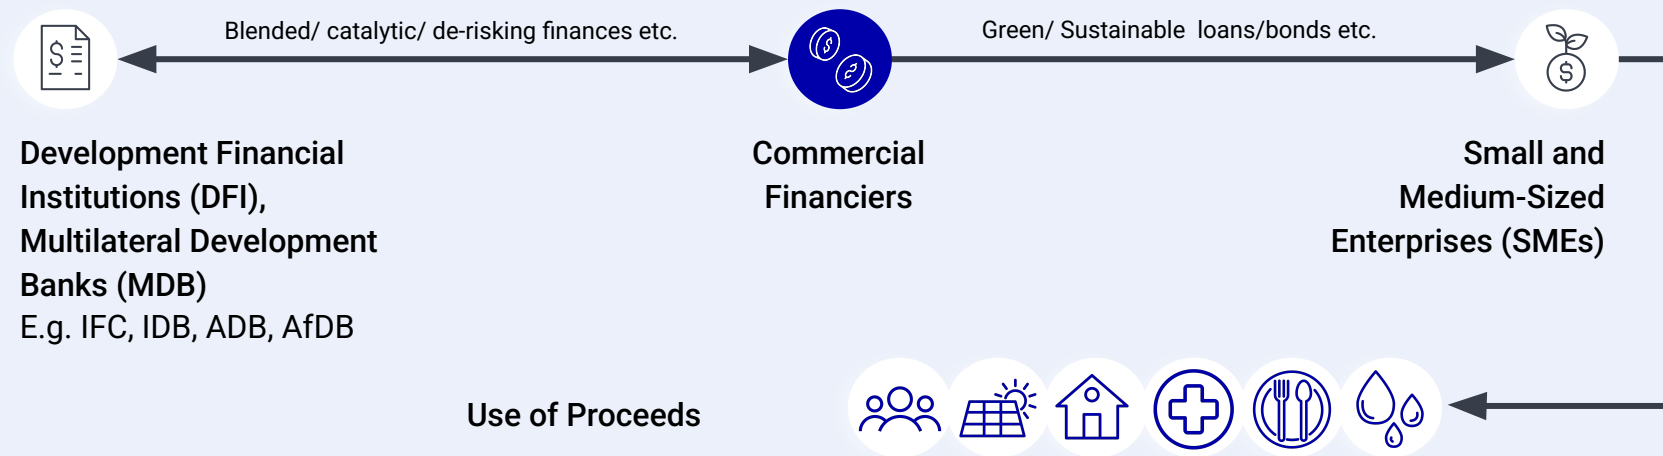 Blended/ catalytic/ de-risking finances etc.
Green/ Sustainable loans/bonds etc.
Development Financial
Institutions (DFI),
Multilateral Development
Banks (MDB)
E.g. IFC, IDB, ADB, AfDB
Commercial
Financiers
Small and
Medium-Sized
Enterprises (SMEs)
Use of Proceeds